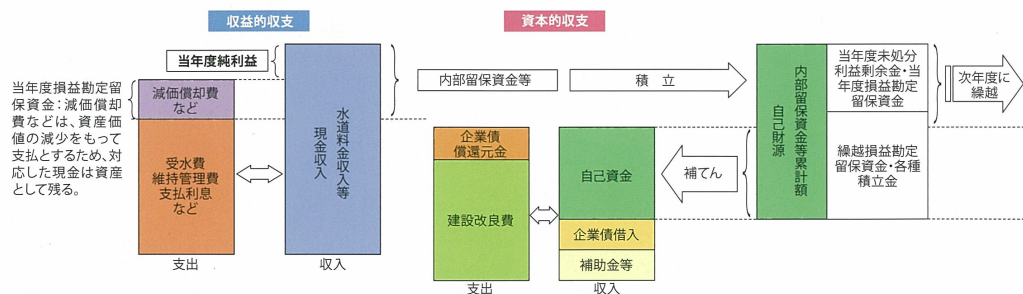 収益的収支
資本的収支
当年度純利益
当年度損益勘定留
保資金：減価償却
費などは、資産価
値の減少をもって
支払とするため、対
応した現金は資産
として残る。
減価償却費
など
受水費
維持管理費
支払利息
など
支出
水道料金収入等
現金収入
収入
内部留保資金等
積立
企業債
償還元金
建設改良費
支出
自己資金
企業債借入
補助金等
収入
補てん
内部留保資金等累計額
自己財源
当年度未処分
利益剰余金・当
年度損益勘定
留保資金
繰越損益勘定
留保資金・各種
積立金
次年度に
繰越